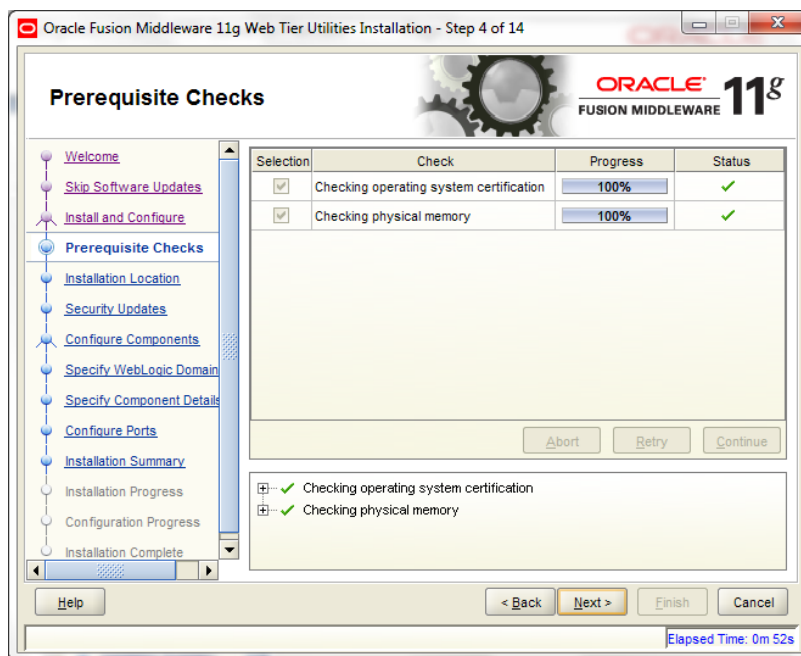 Oracle Fusion Middleware 11g Web Tier Utilities Installation - Step 4 of 14
Prerequisite Checks
ORACLE®
FUSION MIDDLEWARE 11g
Welcome
Skip Software Updates
Install and Configure
Prerequisite Checks
Installation Location
Security Updates
Configure Components
Specify WebLogic Domain
Specify Component Details
Configure Ports
Installation Summary
Installation Progress
Configuration Progress
Installation Complete
Selection Check Progress Status
Checking operating system certification 100%
Checking physical memory 100%
Abort Retry Continue
Checking operating system certification
Checking physical memory
Help < Back Next > Finish Cancel
Elapsed Time: 0m 52s